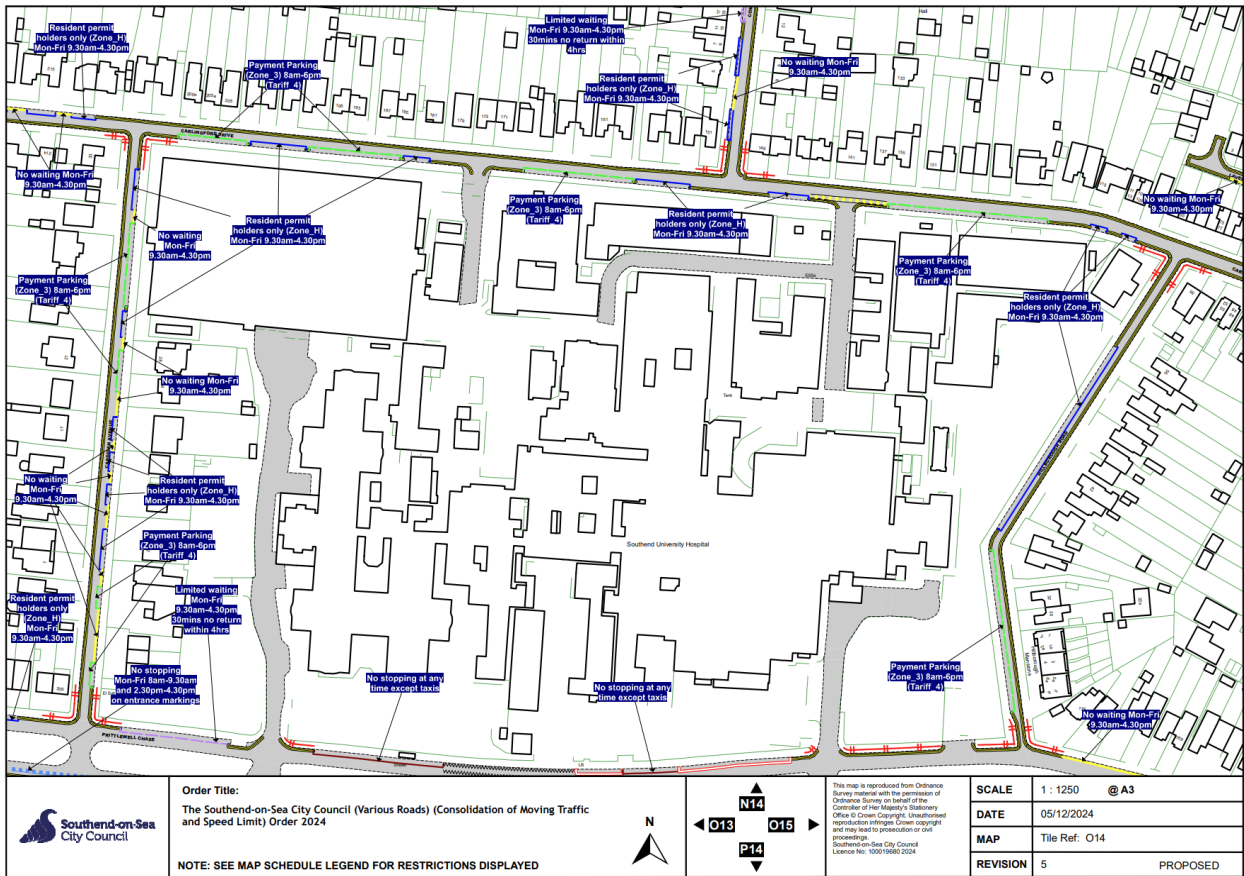 Resident permit
holders only (Zone_H)
Mon-Fri 9.30am-4.30pm
Payment Parking
(Zone_3) 8am-6pm
(Tariff_4)
Limited waiting
Mon-Fri 9.30am-4.30pm
30mins no return within
4hrs
Hall
Resident permit
holders only (Zone_H)
Mon-Fri 9.30am-4.30pm
No waiting Mon-Fri
9.30am-4.30pm
CARLINGFORD DRIVE
No waiting Mon-Fri
9.30am-4.30pm
No waiting
Mon-Fri
9.30am-4.30pm
Resident permit
holders only (Zone_H)
Mon-Fri 9.30am-4.30pm
Payment Parking
(Zone_3) 8am-6pm
(Tariff_4)
Resident permit
holders only (Zone_H)
Mon-Fri 9.30am-4.30pm
No waiting Mon-Fri
9.30am-4.30pm
Payment Parking
(Zone_3) 8am-6pm
(Tariff_4)
Payment Parking
(Zone_3) 8am-6pm
(Tariff_4)
Resident permit
holders only (Zone_H)
Mon-Fri 9.30am-4.30pm
No waiting Mon-Fri
9.30am-4.30pm
Tank
No waiting
Mon-Fri
9.30am-4.30pm
Resident permit
holders only (Zone_H)
Mon-Fri 9.30am-4.30pm
Payment Parking
(Zone_3) 8am-6pm
(Tariff_4)
Southend University Hospital
Limited waiting
Mon-Fri
9.30am-4.30pm
30mins no return
within 4hrs
Resident permit
holders only
(Zone_H)
Mon-Fri
9.30am-4.30pm
No stopping
Mon-Fri 8am-9.30am
and 2.30pm-4.30pm
on entrance markings
No stopping at any
time except taxis
No stopping at any
time except taxis
Payment Parking
(Zone_3) 8am-6pm
(Tariff_4)
No waiting Mon-Fri
9.30am-4.30pm
PRITTLEWELL CHASE
LB
Southend-on-Sea
City Council
Order Title:
The Southend-on-Sea City Council (Various Roads) (Consolidation of Moving Traffic
and Speed Limit) Order 2024
NOTE: SEE MAP SCHEDULE LEGEND FOR RESTRICTIONS DISPLAYED
N
N14
O13 O15
P14
This map is reproduced from Ordnance
Survey material with the permission of
Ordnance Survey on behalf of the
Controller of Her Majesty's Stationery
Office © Crown Copyright. Unauthorised
reproduction infringes Crown copyright
and may lead to prosecution or civil
proceedings.
Southend-on-Sea City Council
Licence No: 100019680 2024
SCALE 1 : 1250 @ A3
DATE 05/12/2024
MAP Tile Ref: O14
REVISION 5 PROPOSED